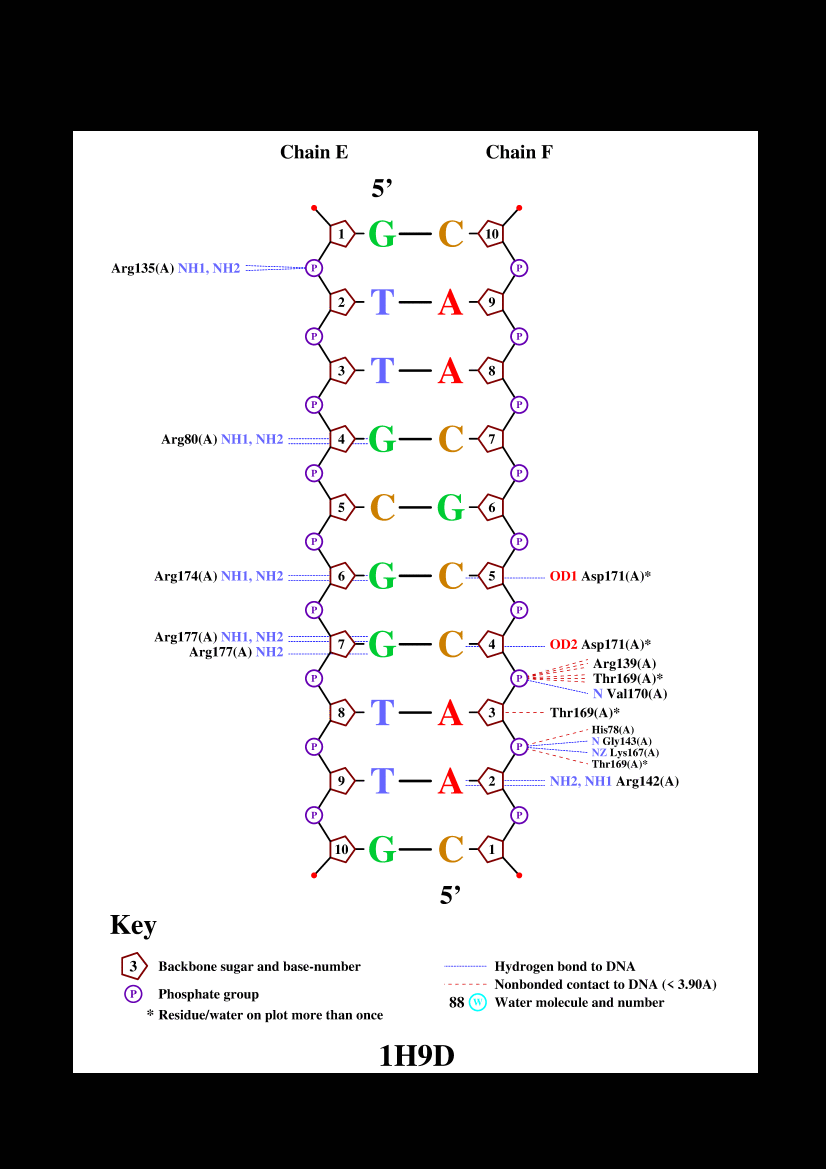 Chain E Chain F
5’
1 G C 10
P P
Arg135(A) NH1, NH2
2 T A 9
P P
3 T A 8
P P
Arg80(A) NH1, NH2 4 G C 7
P P
5 C G 6
P P
Arg174(A) NH1, NH2 6 G C 5 OD1 Asp171(A)*
P P
Arg177(A) NH1, NH2 7 G C 4 OD2 Asp171(A)*
Arg177(A) NH2
Arg139(A)
P P Thr169(A)*
N Val170(A)
8 T A 3 Thr169(A)*
His78(A)
P P N Gly143(A)
NZ Lys167(A)
Thr169(A)*
9 T A 2 NH2, NH1 Arg142(A)
P P
10 G C 1
5’
Key
3 Backbone sugar and base-number
P Phosphate group
* Residue/water on plot more than once
Hydrogen bond to DNA
Nonbonded contact to DNA (< 3.90A)
88 W Water molecule and number
1H9D